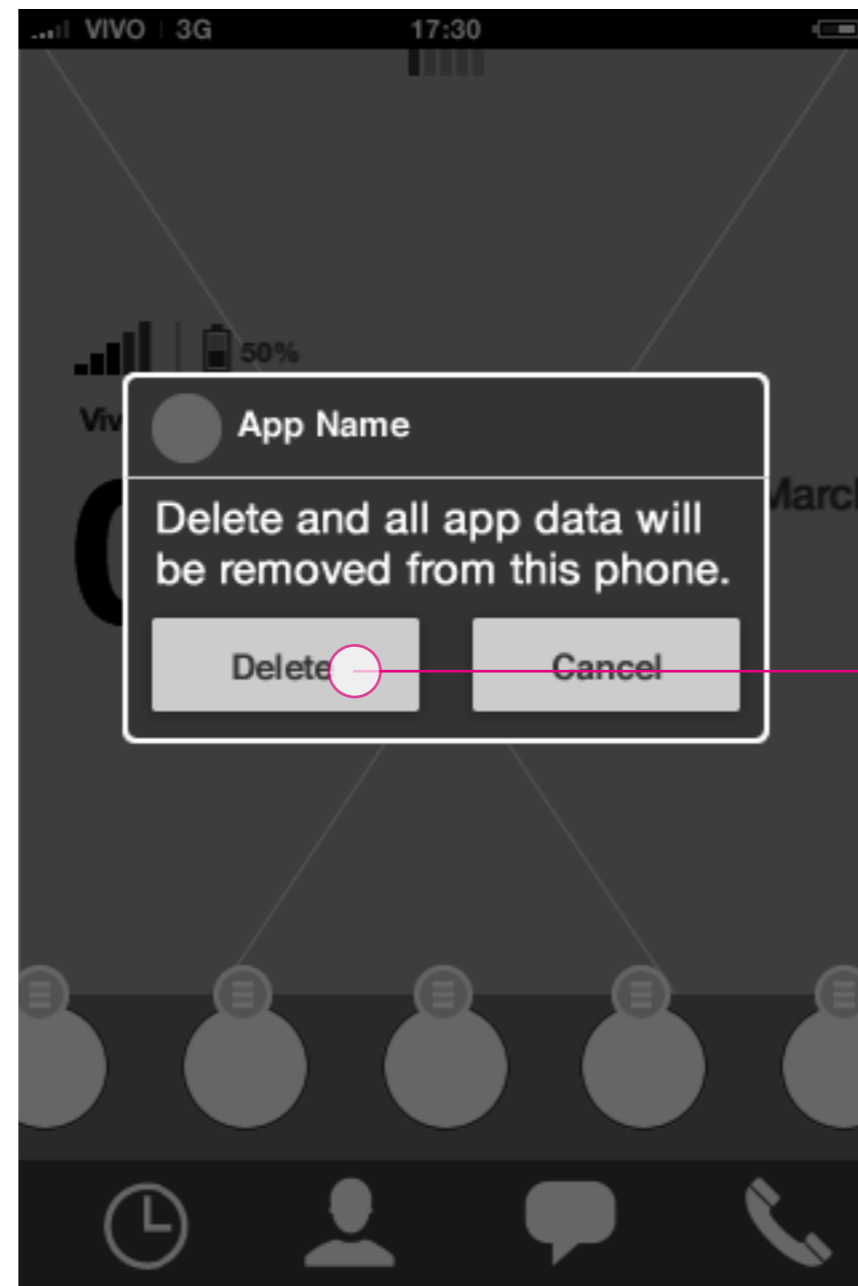 VIVO 3G 17:30
50%
App Name
Delete and all app data will
be removed from this phone.
Delete Cancel